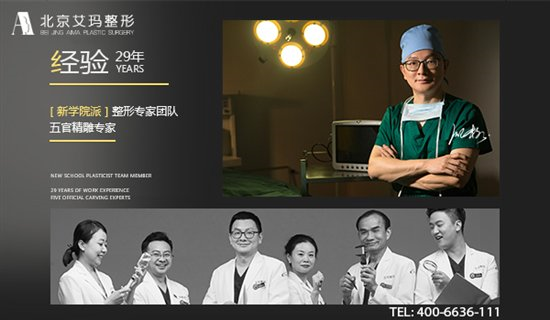 北京艾玛整形
BEI JING AIMA PLASTIC SURGERY
经验 29年
YEARS
[ 新学院派 ] 整形专家团队
五官精雕专家
NEW SCHOOL PLASTICIST TEAM MEMBER
29 YEARS OF WORK EXPERIENCE
FIVE OFFICIAL CARVING EXPERTS
TEL: 400-6636-111